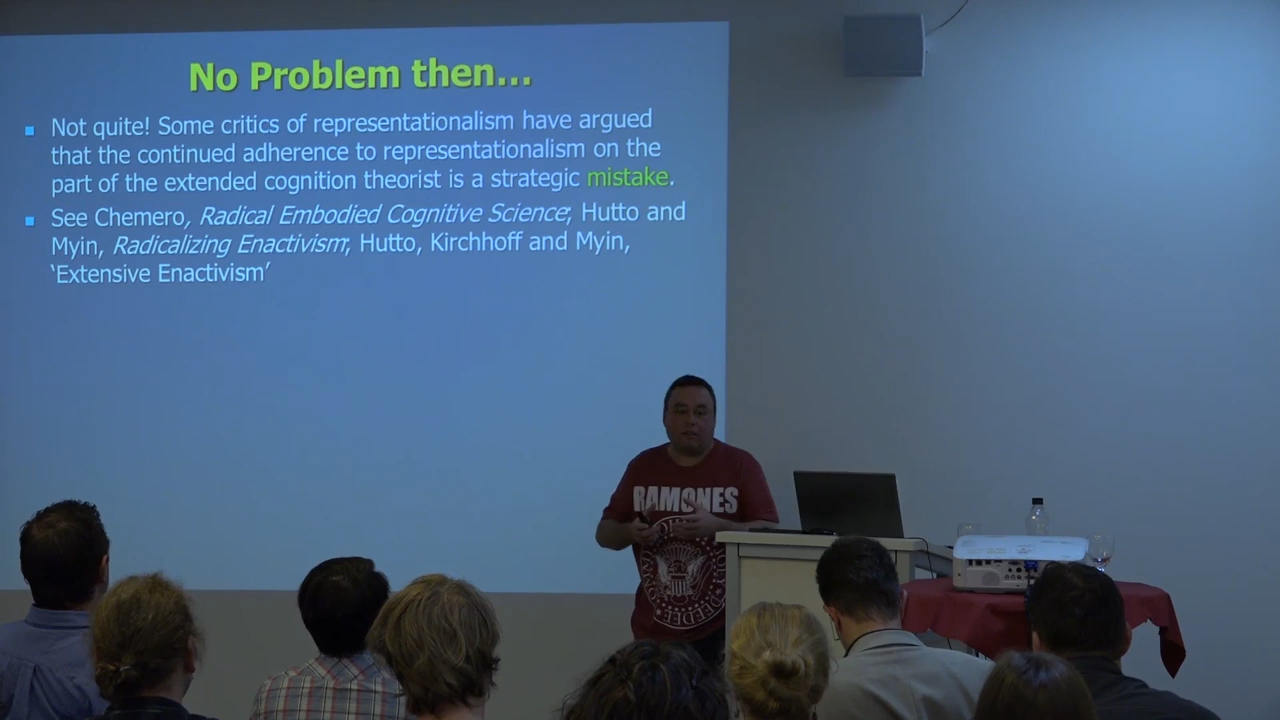 No Problem then...
Not quite! Some critics of representationalism have argued
that the continued adherence to representationalism on the
part of the extended cognition theorist is a strategic mistake.
See Chemero, Radical Embodied Cognitive Science; Hutto and
Myin, Radicalizing Enactivism; Hutto, Kirchhoff and Myin,
‘Extensive Enactivism’
RAMONES